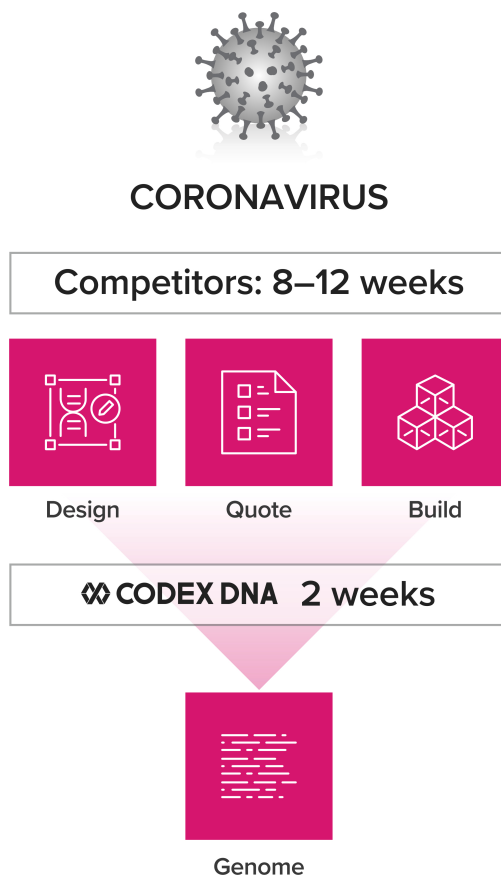 CORONAVIRUS
Competitors: 8–12 weeks
Design Quote Build
CODEX DNA 2 weeks
Genome